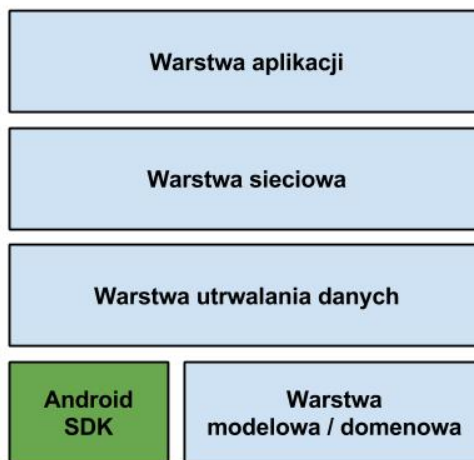 Warstwa aplikacji
Warstwa sieciowa
Warstwa utrwalania danych
Android
SDK
Warstwa
modelowa / domenowa